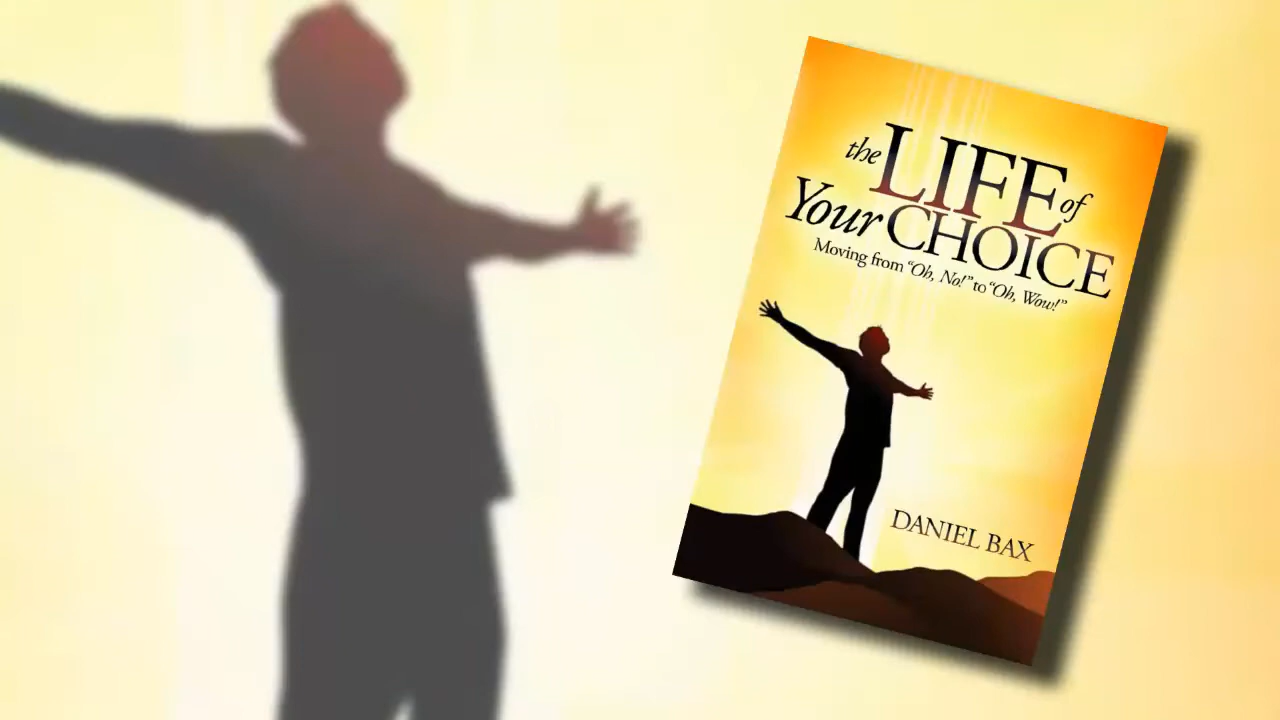 the LIFE of
Your CHOICE
Moving from “Oh, No!” to “Oh, Wow!”
DANIEL BAX